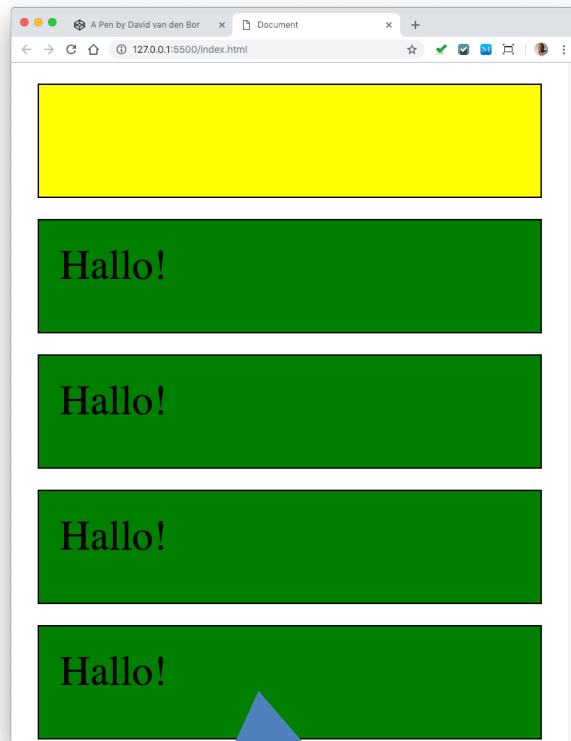 A Pen by David van den Bor
Document
127.0.0.1:5500/index.html
Hallo!
Hallo!
Hallo!
Hallo!